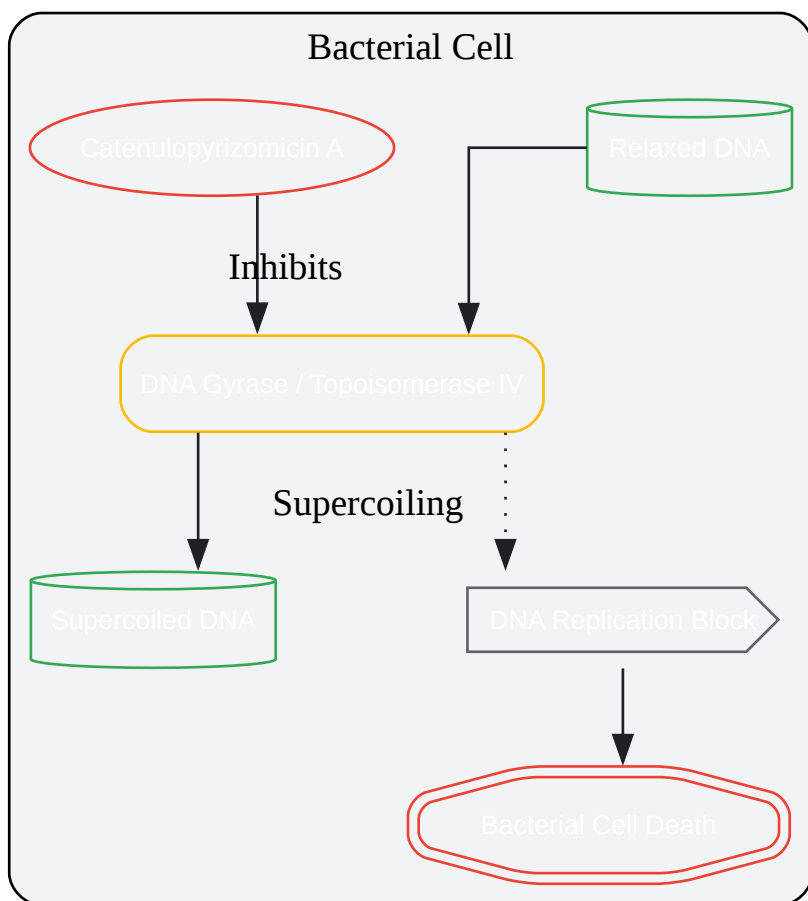 Bacterial Cell
Catenulopyrizomicin A
Relaxed DNA
Inhibits
DNA Gyrase / Topoisomerase IV
Supercoiling
Supercoiled DNA
DNA Replication Block
Bacterial Cell Death